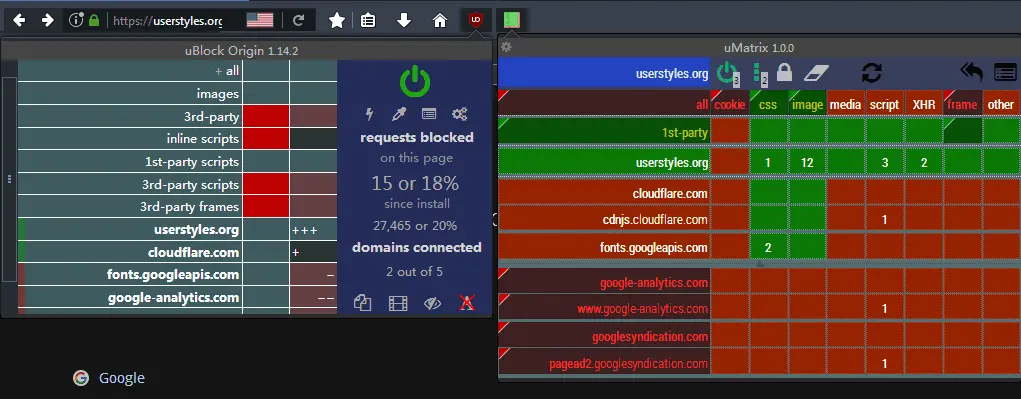 https://userstyles.org
uBlock Origin 1.14.2
+ all
images
3rd-party
inline scripts
1st-party scripts
3rd-party scripts
3rd-party frames
userstyles.org +++
cloudflare.com +
fonts.googleapis.com −
google-analytics.com −−
requests blocked
on this page
15 or 18%
since install
27,465 or 20%
domains connected
2 out of 5
Google
uMatrix 1.0.0
userstyles.org 3 2
all cookie css image media script XHR frame other
1st-party
userstyles.org 1 12 3 2
cloudflare.com
cdnjs.cloudflare.com 1
fonts.googleapis.com 2
google-analytics.com
www.google-analytics.com 1
googlesyndication.com
pagead2.googlesyndication.com 1